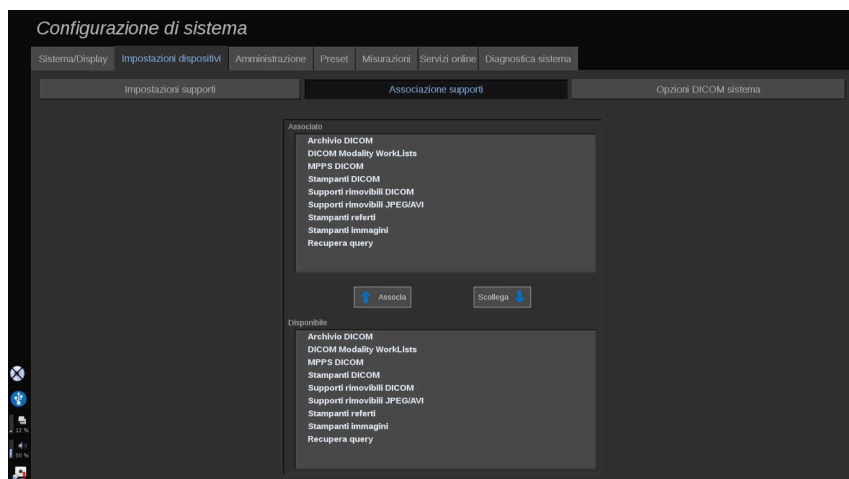 Configurazione di sistema
Sistema/Display Impostazioni dispositivi Amministrazione Preset Misurazioni Servizi online Diagnostica sistema
Impostazioni supporti Associazione supporti Opzioni DICOM sistema
Associato
Archivio DICOM
DICOM Modality WorkLists
MPPS DICOM
Stampanti DICOM
Supporti rimovibili DICOM
Supporti rimovibili JPEG/AVI
Stampanti referti
Stampanti immagini
Recupera query
Associa Scollega
Disponibile
Archivio DICOM
DICOM Modality WorkLists
MPPS DICOM
Stampanti DICOM
Supporti rimovibili DICOM
Supporti rimovibili JPEG/AVI
Stampanti referti
Stampanti immagini
Recupera query
12 %
50 %